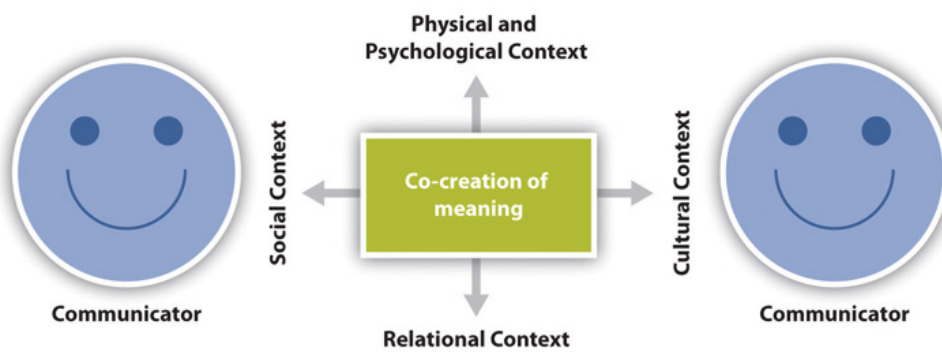 Physical and
Psychological Context
Social Context
Co-creation of
meaning
Cultural Context
Communicator
Relational Context
Communicator